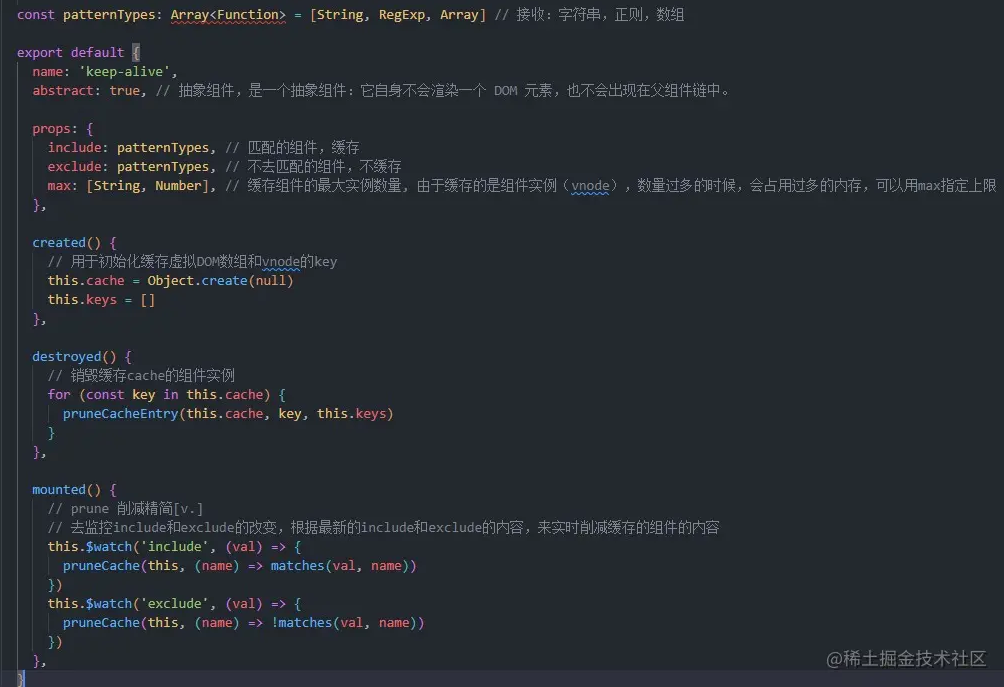 const patternTypes: Array<Function> = [String, RegExp, Array] // 接收：字符串，正则，数组
export default {
name: 'keep-alive',
abstract: true, // 抽象组件，是一个抽象组件：它自身不会渲染一个 DOM 元素，也不会出现在父组件链中。
props: {
include: patternTypes, // 匹配的组件，缓存
exclude: patternTypes, // 不去匹配的组件，不缓存
max: [String, Number], // 缓存组件的最大实例数量, 由于缓存的是组件实例（vnode），数量过多的时候，会占用过多的内存，可以用max指定上限
},
created() {
// 用于初始化缓存虚拟DOM数组和vnode的key
this.cache = Object.create(null)
this.keys = []
},
destroyed() {
// 销毁缓存cache的组件实例
for (const key in this.cache) {
pruneCacheEntry(this.cache, key, this.keys)
}
},
mounted() {
// prune 削减精简[v.]
// 去监控include和exclude的改变，根据最新的include和exclude的内容，来实时削减缓存的组件的内容
this.$watch('include', (val) => {
pruneCache(this, (name) => matches(val, name))
})
this.$watch('exclude', (val) => {
pruneCache(this, (name) => !matches(val, name))
})
},
}
@稀土掘金技术社区